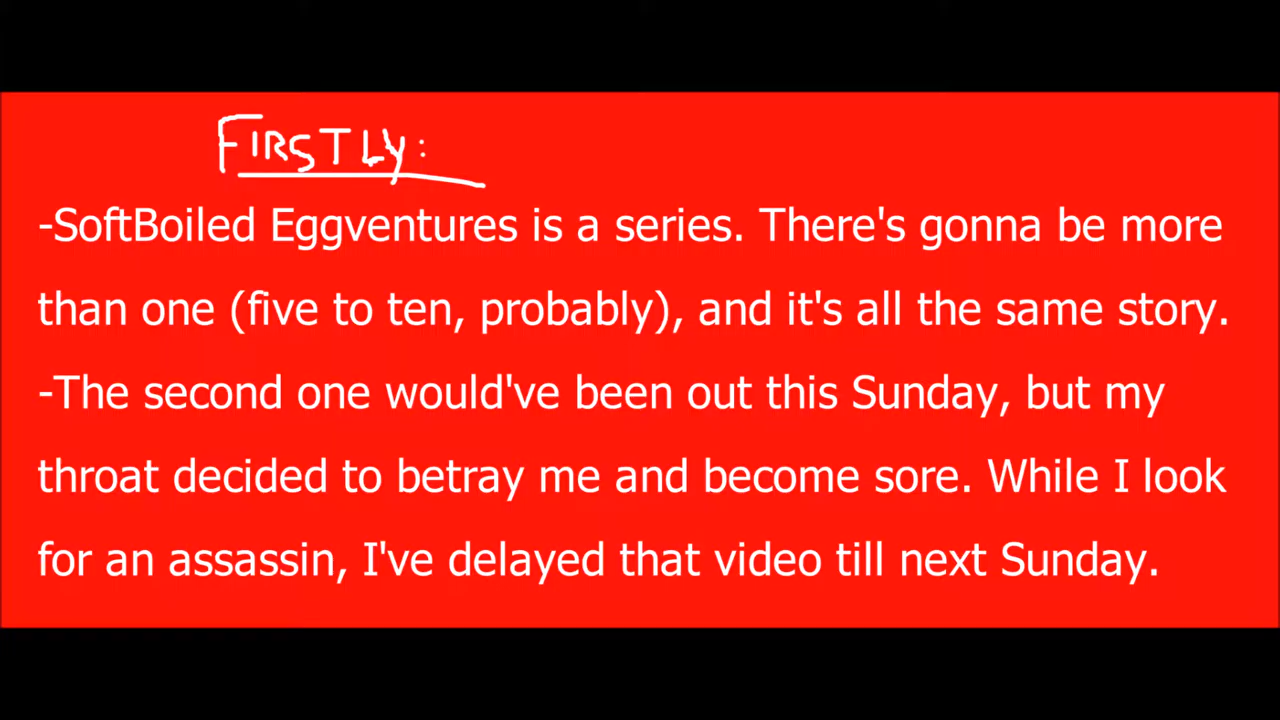 FIRSTLY:
-SoftBoiled Eggventures is a series. There's gonna be more
than one (five to ten, probably), and it's all the same story.
-The second one would've been out this Sunday, but my
throat decided to betray me and become sore. While I look
for an assassin, I've delayed that video till next Sunday.